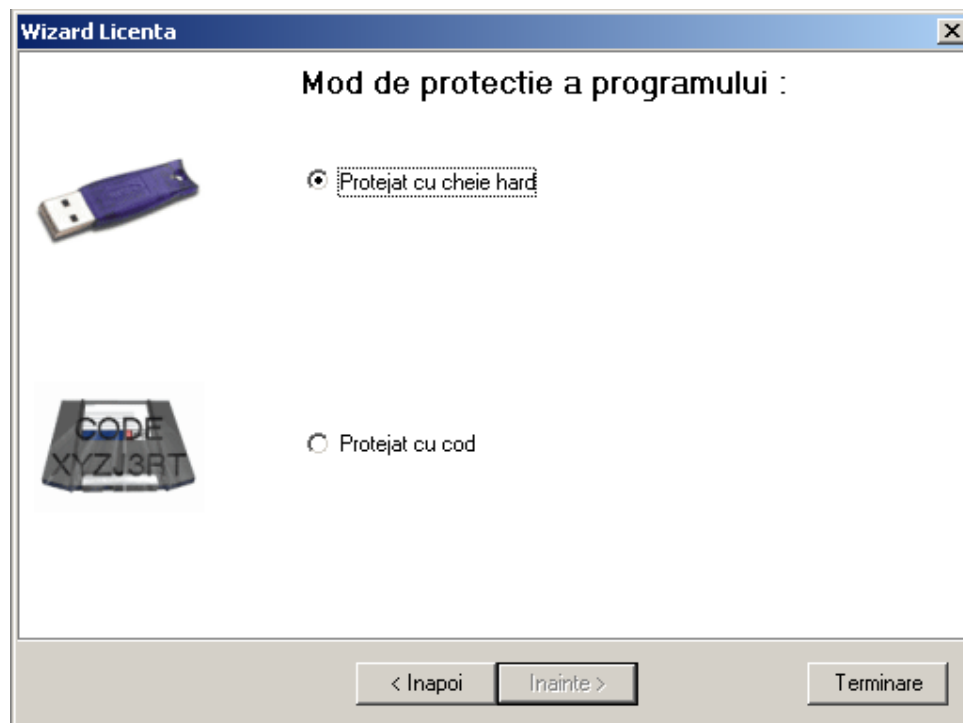 Wizard Licenta
Mod de protectie a programului :
Protejat cu cheie hard
CODE
XYZJ3RT
Protejat cu cod
< Inapoi
Inainte >
Terminare